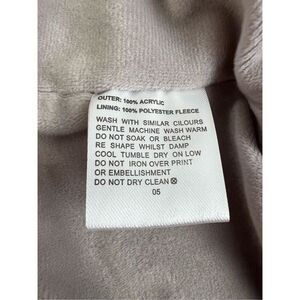 OUTER: 100% ACRYLIC
LINING: 100% POLYESTER FLEECE
WASH WITH SIMILAR CILOURS
GENTLE MACHINE WASH WARM
DO NOT SOAK OR BLEACH
RE SHAPE WHILST DAMP
COOL TUMBLE DRY ON LOW
DO NOT IRON OVER PRINT
OR EMBELLISHMENT
DO NOT DRY CLEAN ⓧ
05